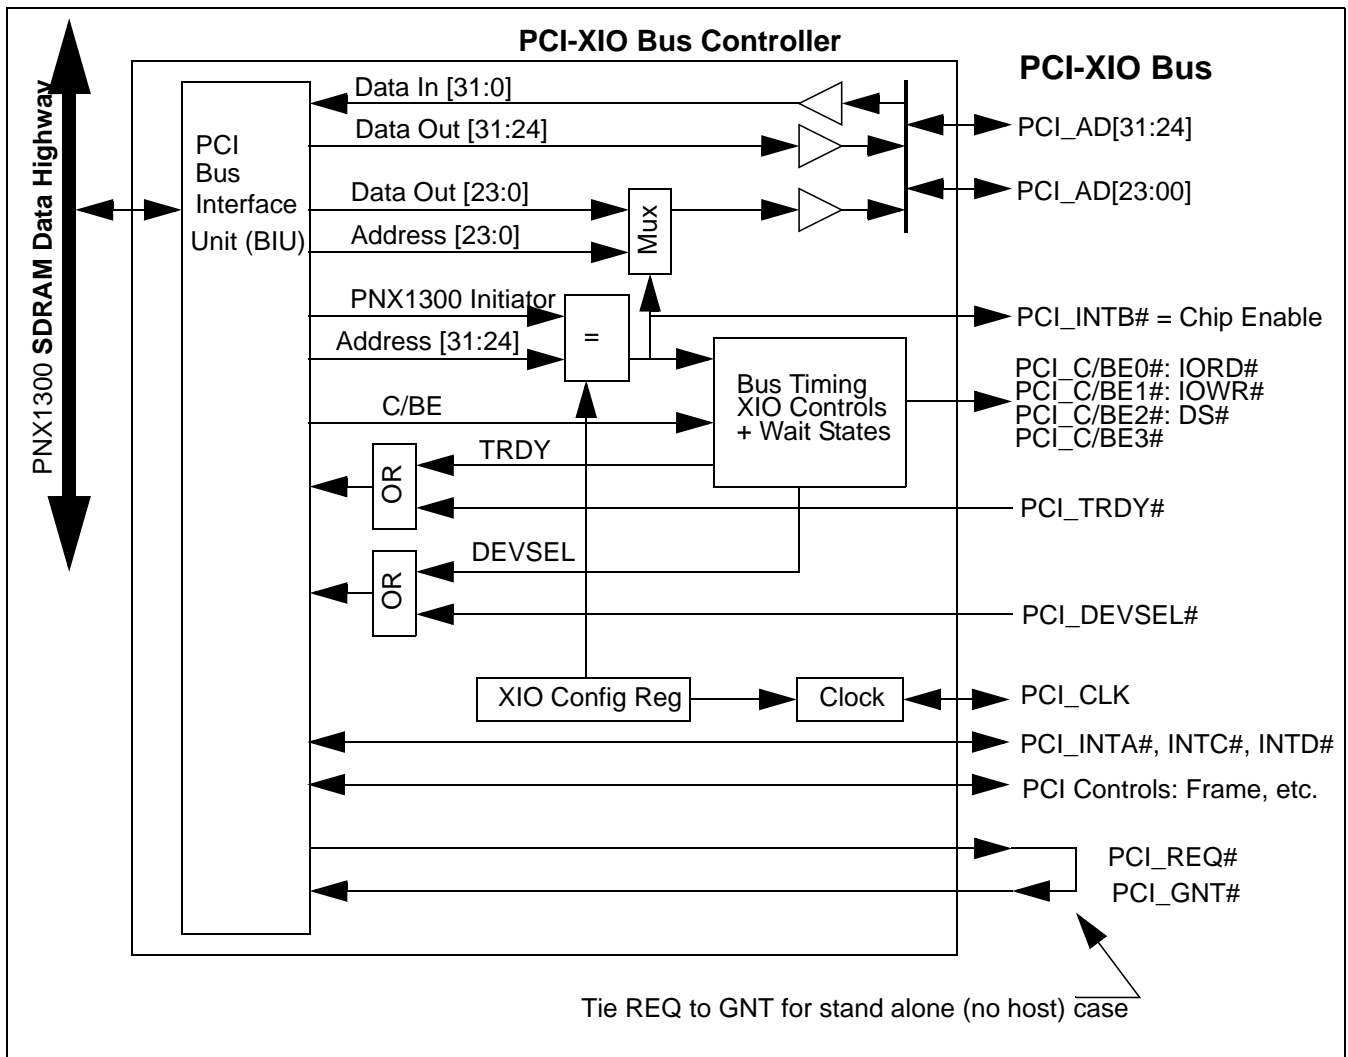 PCI-XIO Bus Controller
PCI-XIO Bus
PNX1300 SDRAM Data Highway
PCI
Bus
Interface
Unit (BIU)
Data In [31:0]
Data Out [31:24]
Data Out [23:0]
Address [23:0]
Mux
PNX1300 Initiator
Address [31:24]
=
C/BE
TRDY
OR
DEVSEL
OR
Bus Timing
XIO Controls
+ Wait States
XIO Config Reg
Clock
PCI_AD[31:24]
PCI_AD[23:00]
PCI_INTB# = Chip Enable
PCI_C/BE0#: IORD#
PCI_C/BE1#: IOWR#
PCI_C/BE2#: DS#
PCI_C/BE3#
PCI_TRDY#
PCI_DEVSEL#
PCI_CLK
PCI_INTA#, INTC#, INTD#
PCI Controls: Frame, etc.
PCI_REQ#
PCI_GNT#
Tie REQ to GNT for stand alone (no host) case